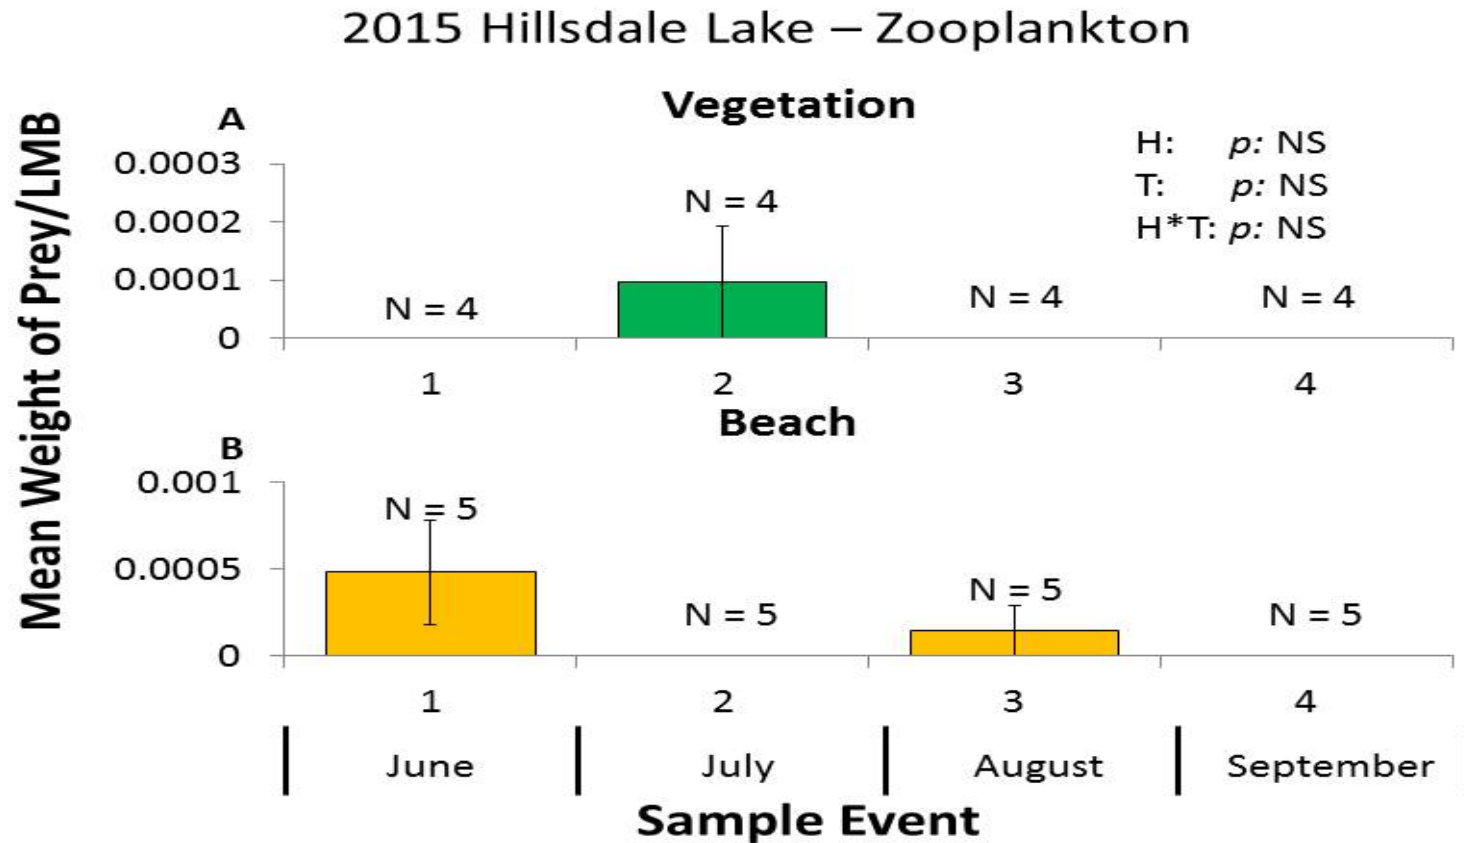 2015 Hillsdale Lake – Zooplankton
Mean Weight of Prey/LMB
Vegetation
A
H: p: NS
T: p: NS
H*T: p: NS
0.0003
0.0002
0.0001
0
N = 4
N = 4
N = 4
N = 4
1 2 3 4
Beach
B
0.001
0.0005
0
N = 5
N = 5
N = 5
N = 5
1 2 3 4
June July August September
Sample Event